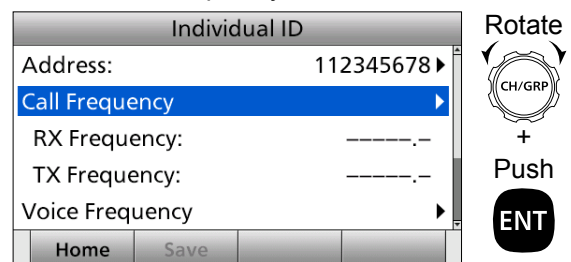 Individual ID
Address: 112345678
Call Frequency
RX Frequency: –––––.–
TX Frequency: –––––.–
Voice Frequency
Home Save
Rotate
CH/GRP
+
Push
ENT